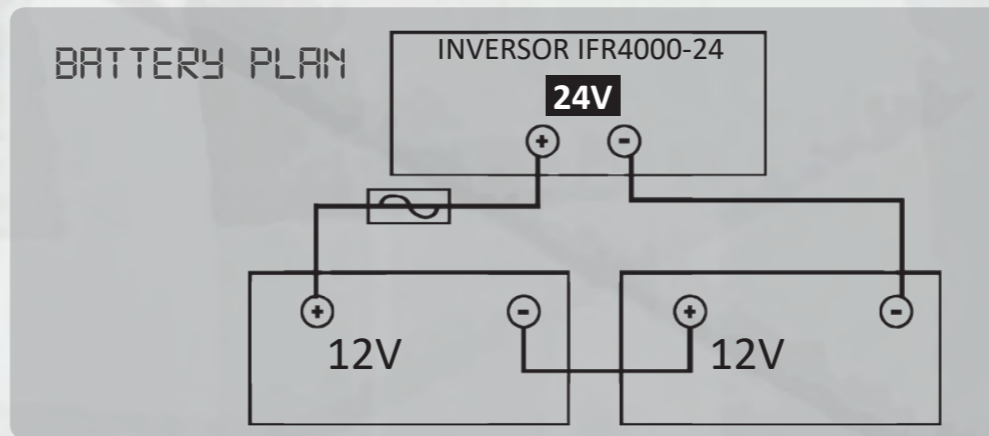 BATTERY PLAN
INVERSOR IFR4000-24
24V
+ -
+ - + -
12V 12V